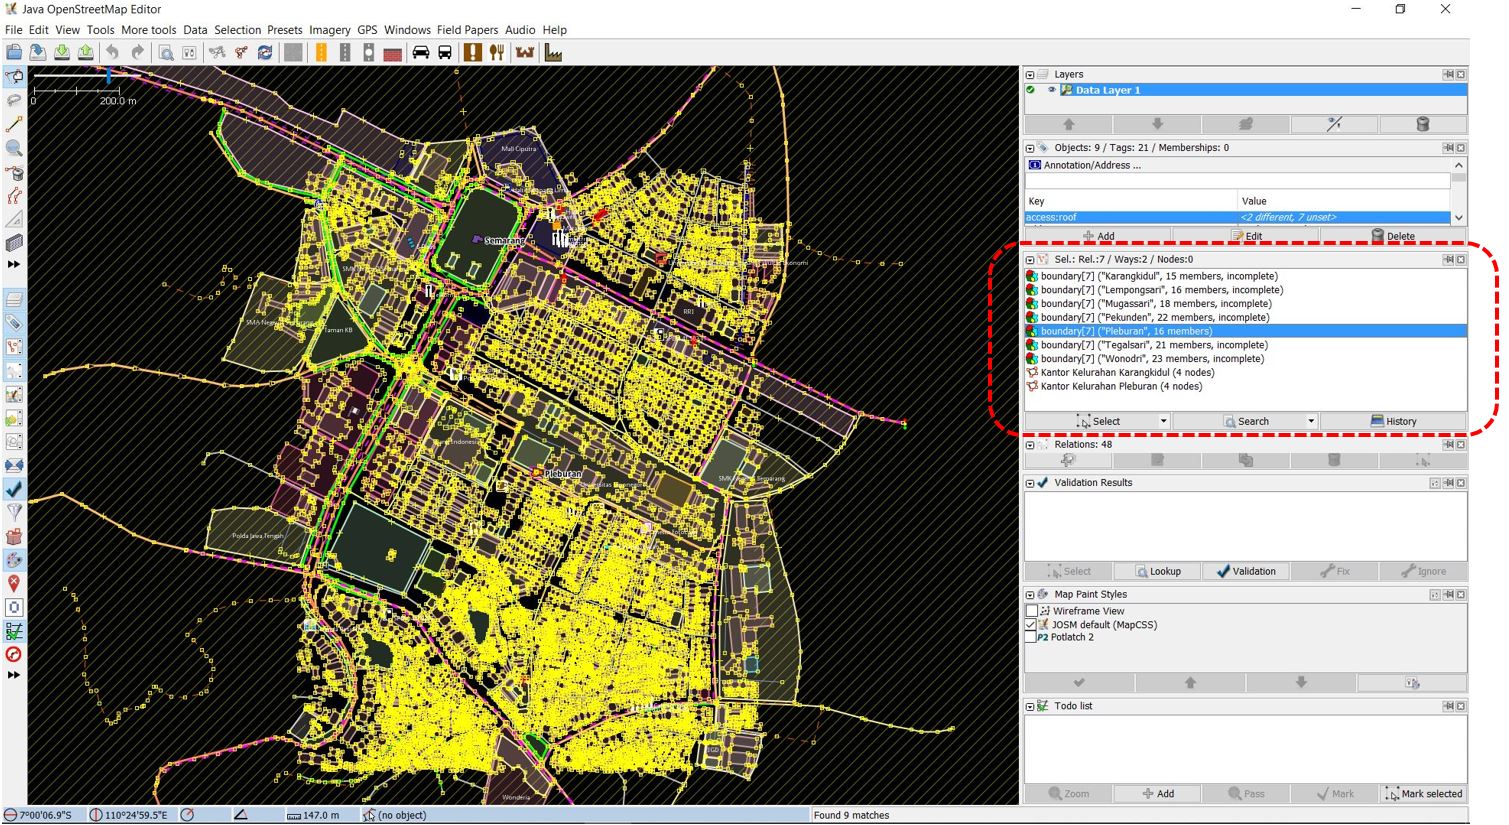 Java OpenStreetMap Editor
File Edit View Tools More tools Data Selection Presets Imagery GPS Windows Field Papers Audio Help
0 200.0 m
Mall Ciputra
Semarang
RRI
Taman KB
Pleburan
Polda Jawa Tengah
Wonderia
IGD
Layers
Data Layer 1
Objects: 9 / Tags: 21 / Memberships: 0
Annotation/Address ...
Key Value
access:roof <2 different, 7 unset>
Add Edit Delete
Sel.: Rel.:7 / Ways:2 / Nodes:0
boundary[7] ("Karangkidul", 15 members, incomplete)
boundary[7] ("Lempongsari", 16 members, incomplete)
boundary[7] ("Mugassari", 18 members, incomplete)
boundary[7] ("Pekunden", 22 members, incomplete)
boundary[7] ("Pleburan", 16 members)
boundary[7] ("Tegalsari", 21 members, incomplete)
boundary[7] ("Wonodri", 23 members, incomplete)
Kantor Kelurahan Karangkidul (4 nodes)
Kantor Kelurahan Pleburan (4 nodes)
Select Search History
Relations: 48
Validation Results
Select Lookup Validation Fix Ignore
Map Paint Styles
Wireframe View
JOSM default (MapCSS)
P2 Potlatch 2
Todo list
Zoom Add Pass Mark Mark selected
7°00'06.9"S 110°24'59.5"E 147.0 m (no object) Found 9 matches